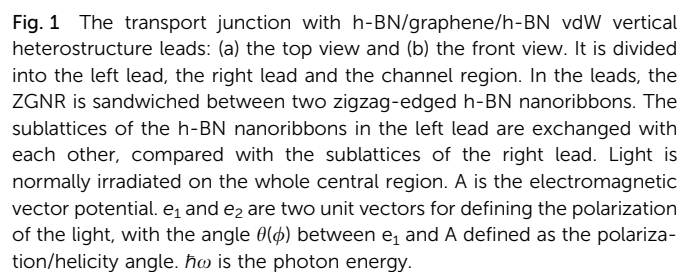 Fig. 1 The transport junction with h-BN/graphene/h-BN vdW vertical
heterostructure leads: (a) the top view and (b) the front view. It is divided
into the left lead, the right lead and the channel region. In the leads, the
ZGNR is sandwiched between two zigzag-edged h-BN nanoribbons. The
sublattices of the h-BN nanoribbons in the left lead are exchanged with
each other, compared with the sublattices of the right lead. Light is
normally irradiated on the whole central region. A is the electromagnetic
vector potential. e₁ and e₂ are two unit vectors for defining the polarization
of the light, with the angle θ(ϕ) between e₁ and A defined as the polariza-
tion/helicity angle. ℏω is the photon energy.